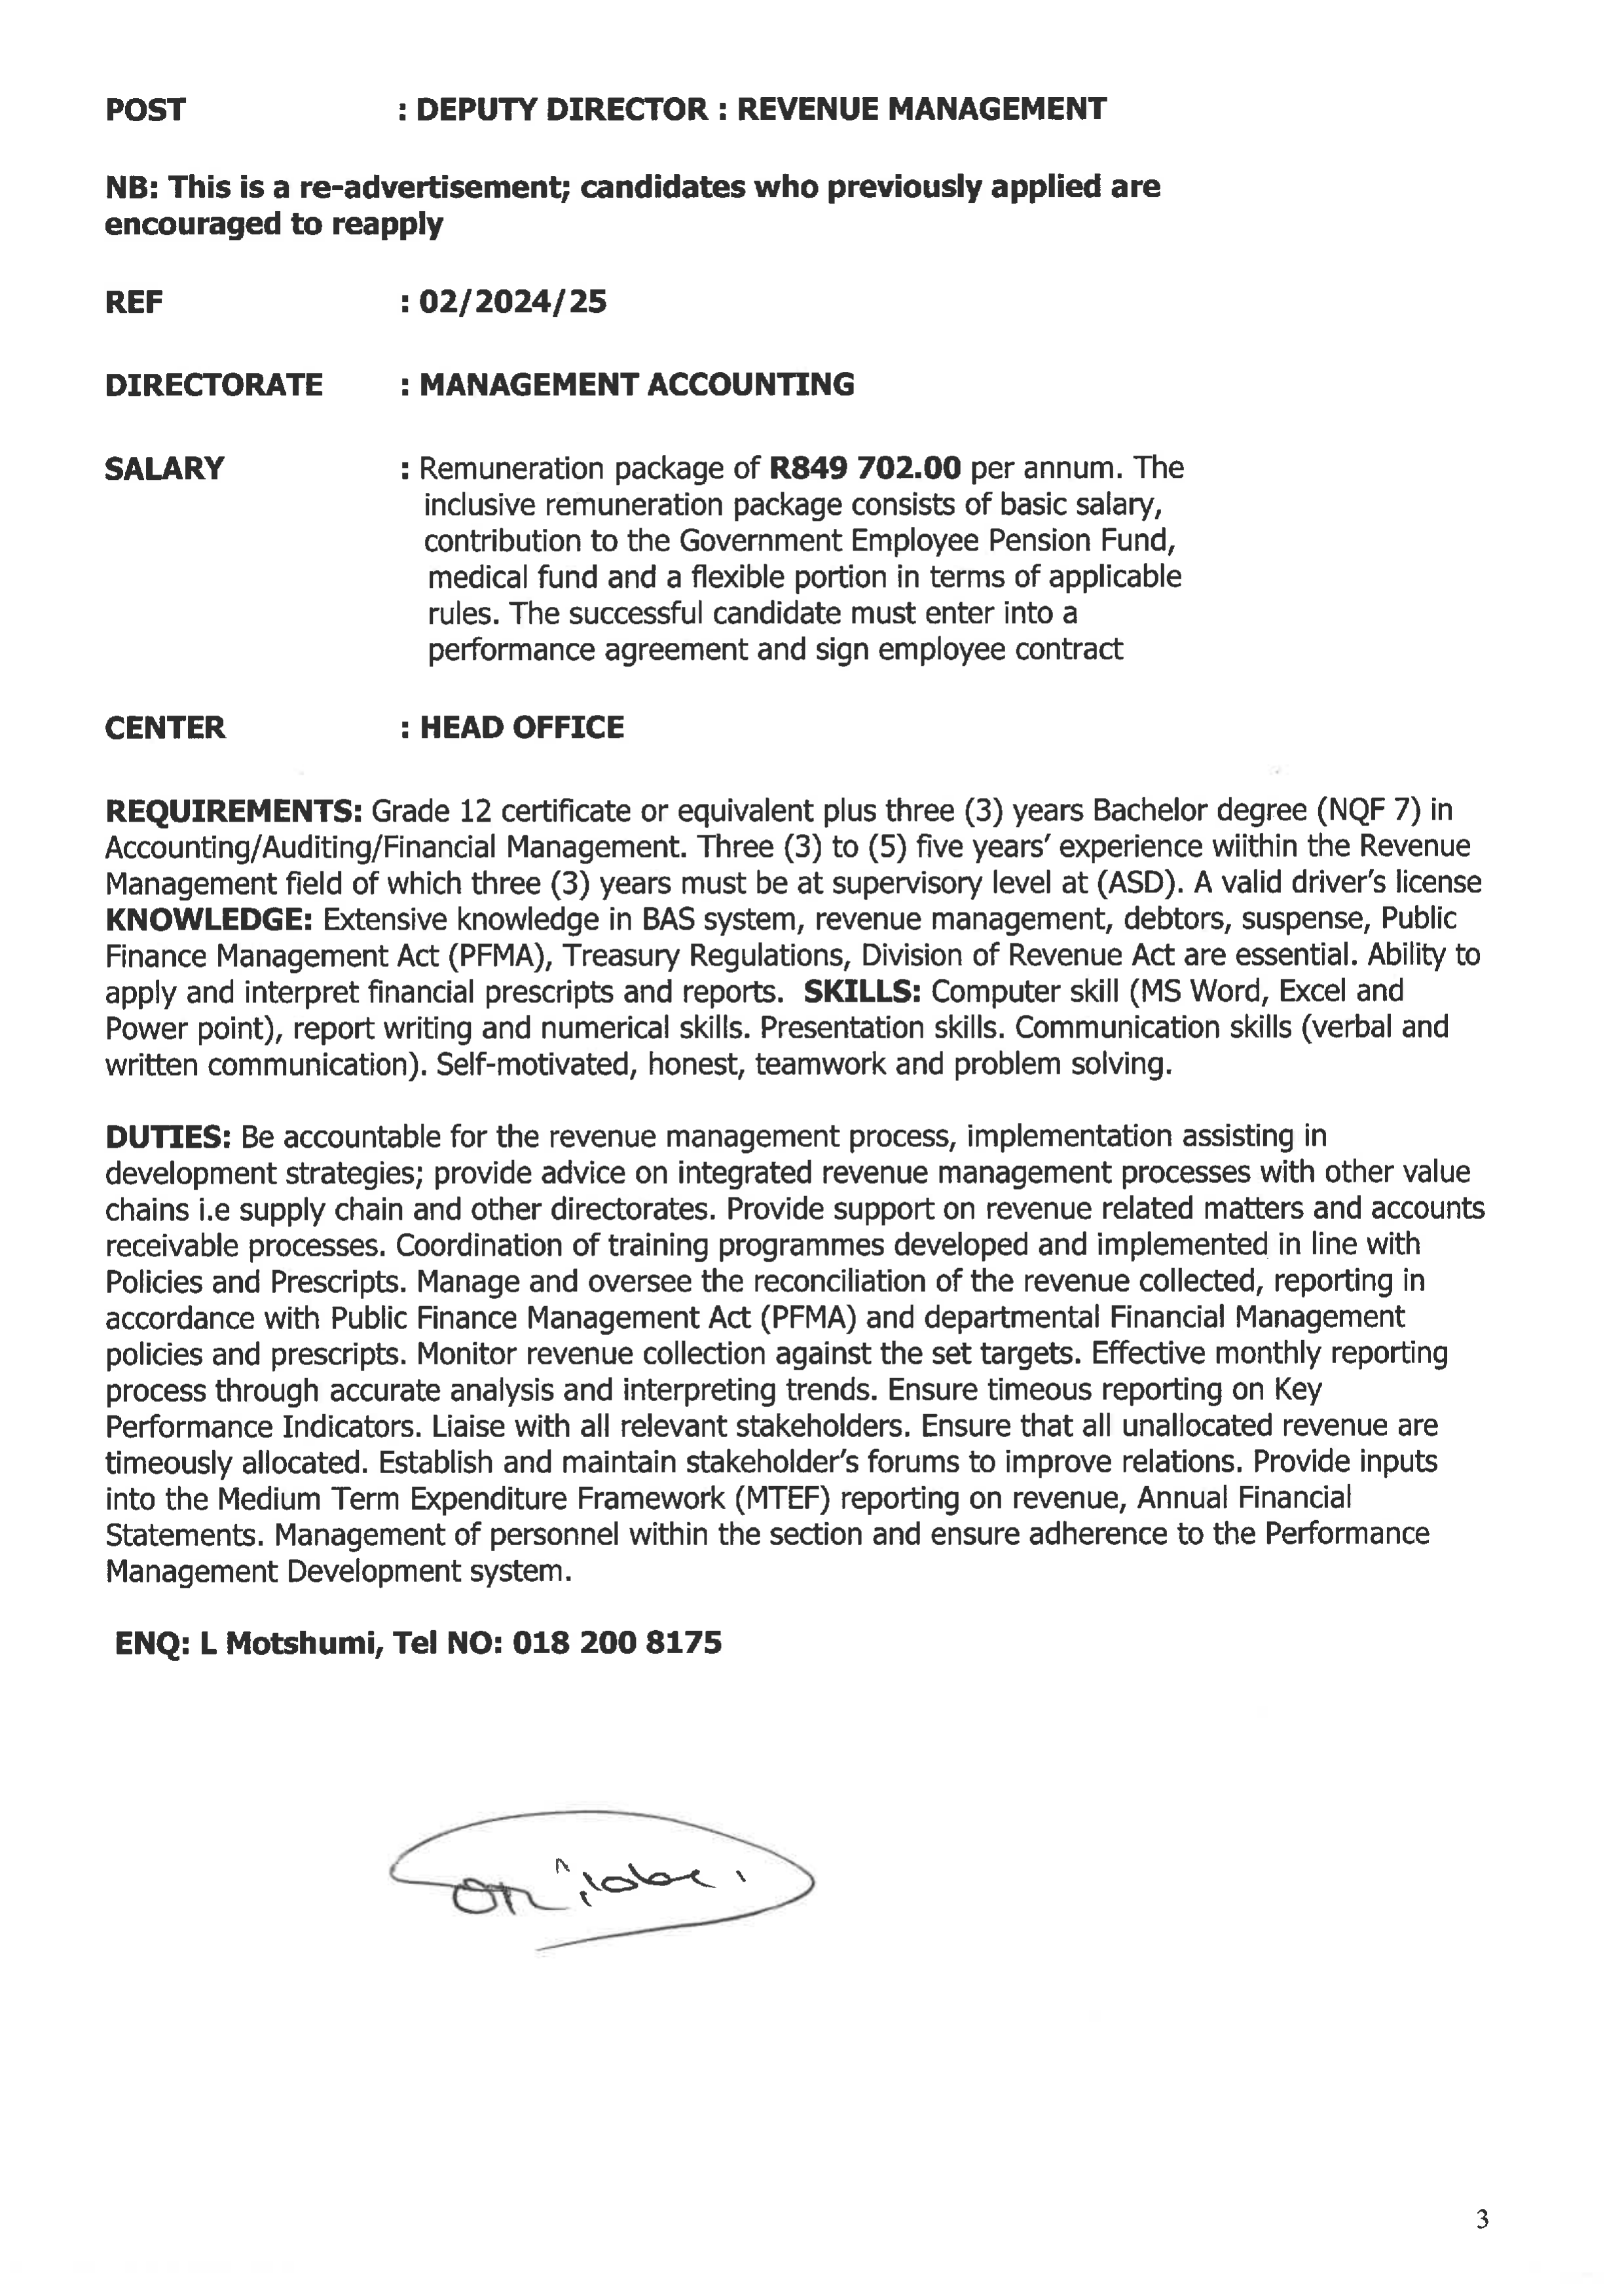 POST : DEPUTY DIRECTOR : REVENUE MANAGEMENT
NB: This is a re-advertisement; candidates who previously applied are
encouraged to reapply
REF : 02/2024/25
DIRECTORATE : MANAGEMENT ACCOUNTING
SALARY : Remuneration package of R849 702.00 per annum. The
inclusive remuneration package consists of basic salary,
contribution to the Government Employee Pension Fund,
medical fund and a flexible portion in terms of applicable
rules. The successful candidate must enter into a
performance agreement and sign employee contract
CENTER : HEAD OFFICE
REQUIREMENTS: Grade 12 certificate or equivalent plus three (3) years Bachelor degree (NQF 7) in
Accounting/Auditing/Financial Management. Three (3) to (5) five years' experience wiithin the Revenue
Management field of which three (3) years must be at supervisory level at (ASD). A valid driver's license
KNOWLEDGE: Extensive knowledge in BAS system, revenue management, debtors, suspense, Public
Finance Management Act (PFMA), Treasury Regulations, Division of Revenue Act are essential. Ability to
apply and interpret financial prescripts and reports. SKILLS: Computer skill (MS Word, Excel and
Power point), report writing and numerical skills. Presentation skills. Communication skills (verbal and
written communication). Self-motivated, honest, teamwork and problem solving.
DUTIES: Be accountable for the revenue management process, implementation assisting in
development strategies; provide advice on integrated revenue management processes with other value
chains i.e supply chain and other directorates. Provide support on revenue related matters and accounts
receivable processes. Coordination of training programmes developed and implemented in line with
Policies and Prescripts. Manage and oversee the reconciliation of the revenue collected, reporting in
accordance with Public Finance Management Act (PFMA) and departmental Financial Management
policies and prescripts. Monitor revenue collection against the set targets. Effective monthly reporting
process through accurate analysis and interpreting trends. Ensure timeous reporting on Key
Performance Indicators. Liaise with all relevant stakeholders. Ensure that all unallocated revenue are
timeously allocated. Establish and maintain stakeholder's forums to improve relations. Provide inputs
into the Medium Term Expenditure Framework (MTEF) reporting on revenue, Annual Financial
Statements. Management of personnel within the section and ensure adherence to the Performance
Management Development system.
ENQ: L Motshumi, Tel NO: 018 200 8175
3